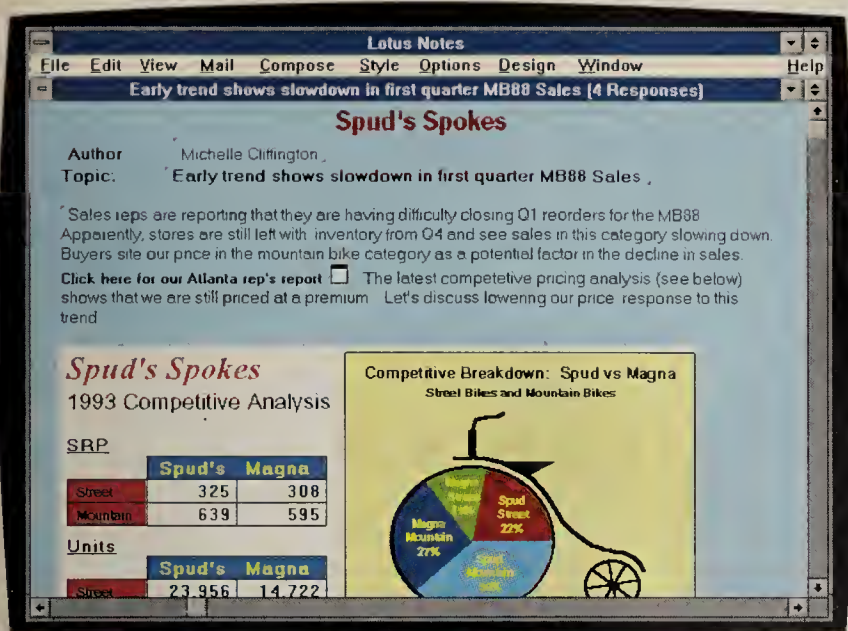 Lotus Notes
File Edit View Mail Compose Style Options Design Window Help
Early trend shows slowdown in first quarter MB88 Sales (4 Responses)
Spud's Spokes
Author Michelle Cliffington
Topic: Early trend shows slowdown in first quarter MB88 Sales
Sales reps are reporting that they are having difficulty closing Q1 reorders for the MB88
Apparently, stores are still left with inventory from Q4 and see sales in this category slowing down.
Buyers site our price in the mountain bike category as a potential factor in the decline in sales.
Click here for our Atlanta rep's report The latest competetive pricing analysis (see below)
shows that we are still priced at a premium Let's discuss lowering our price response to this
trend
Spud's Spokes
1993 Competitive Analysis
SRP
Spud's Magna
Street 325 308
Mountain 639 595
Units
Spud's Magna
Street 23,956 14,722
Competitive Breakdown: Spud vs Magna
Street Bikes and Mountain Bikes
Spud
Street
22%
Magna
Mountain
27%
Spud
Mountain